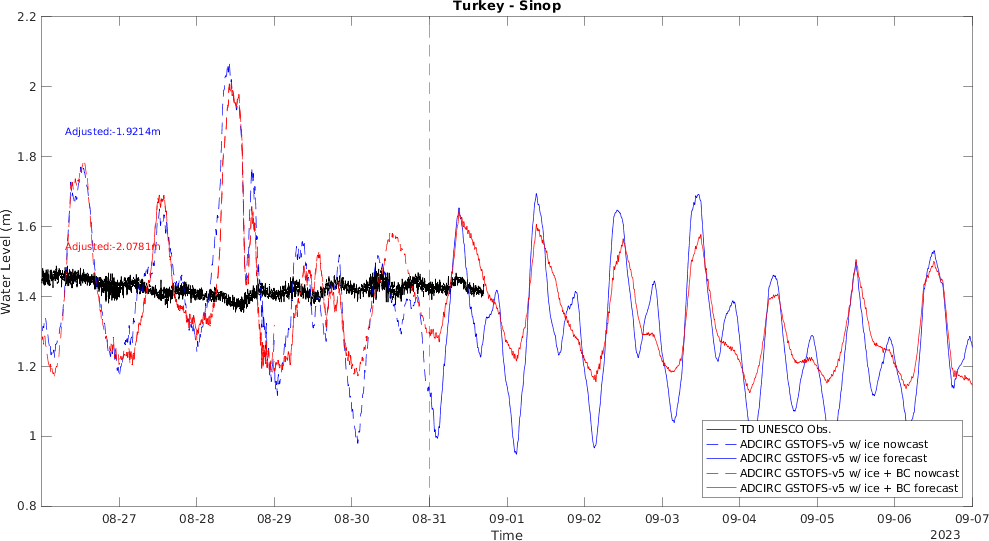 Turkey - Sinop
Water Level (m)
2.2
2
1.8
1.6
1.4
1.2
1
0.8
Adjusted:-1.9214m
Adjusted:-2.0781m
TD UNESCO Obs.
ADCIRC GSTOFS-v5 w/ ice nowcast
ADCIRC GSTOFS-v5 w/ ice forecast
ADCIRC GSTOFS-v5 w/ ice + BC nowcast
ADCIRC GSTOFS-v5 w/ ice + BC forecast
08-27 08-28 08-29 08-30 08-31 09-01 09-02 09-03 09-04 09-05 09-06 09-07
Time
2023